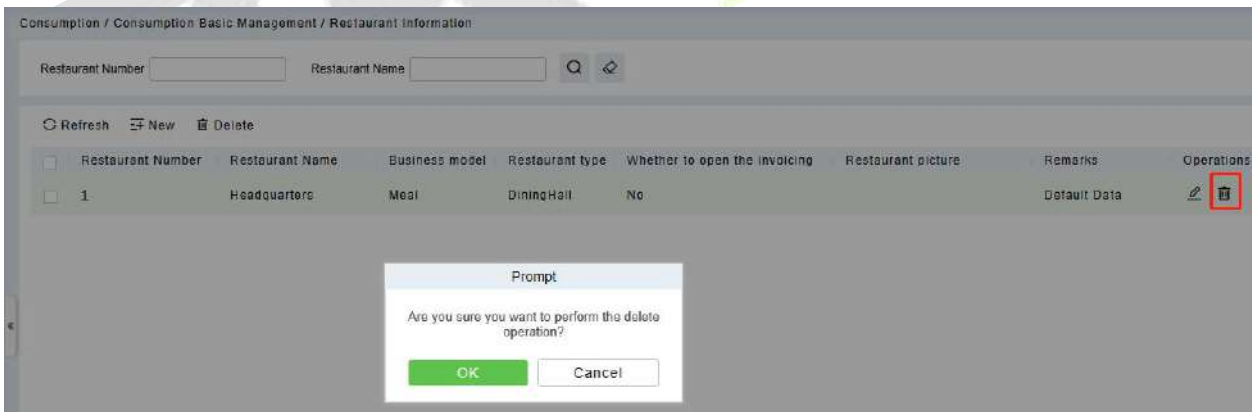 Consumption / Consumption Basic Management / Restaurant Information
Restaurant Number Restaurant Name
Refresh New Delete
Restaurant Number Restaurant Name Business model Restaurant type Whether to open the invoicing Restaurant picture Remarks Operations
1 Headquarters Meal DiningHall No Default Data
Prompt
Are you sure you want to perform the delete
operation?
OK Cancel